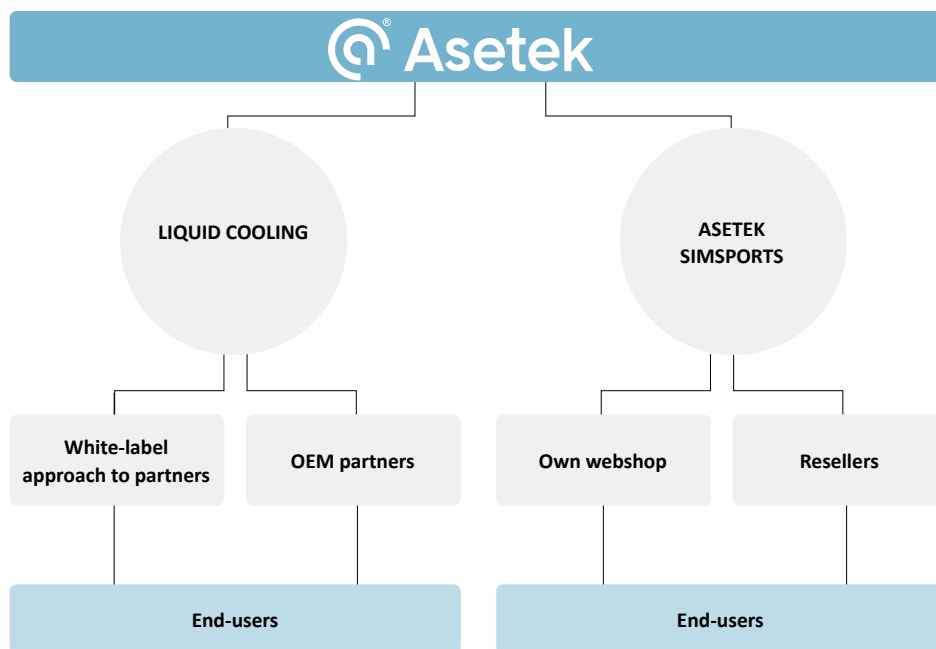 Asetek®
LIQUID COOLING
ASETEK
SIMSPORTS
White-label
approach to partners
OEM partners
Own webshop
Resellers
End-users
End-users